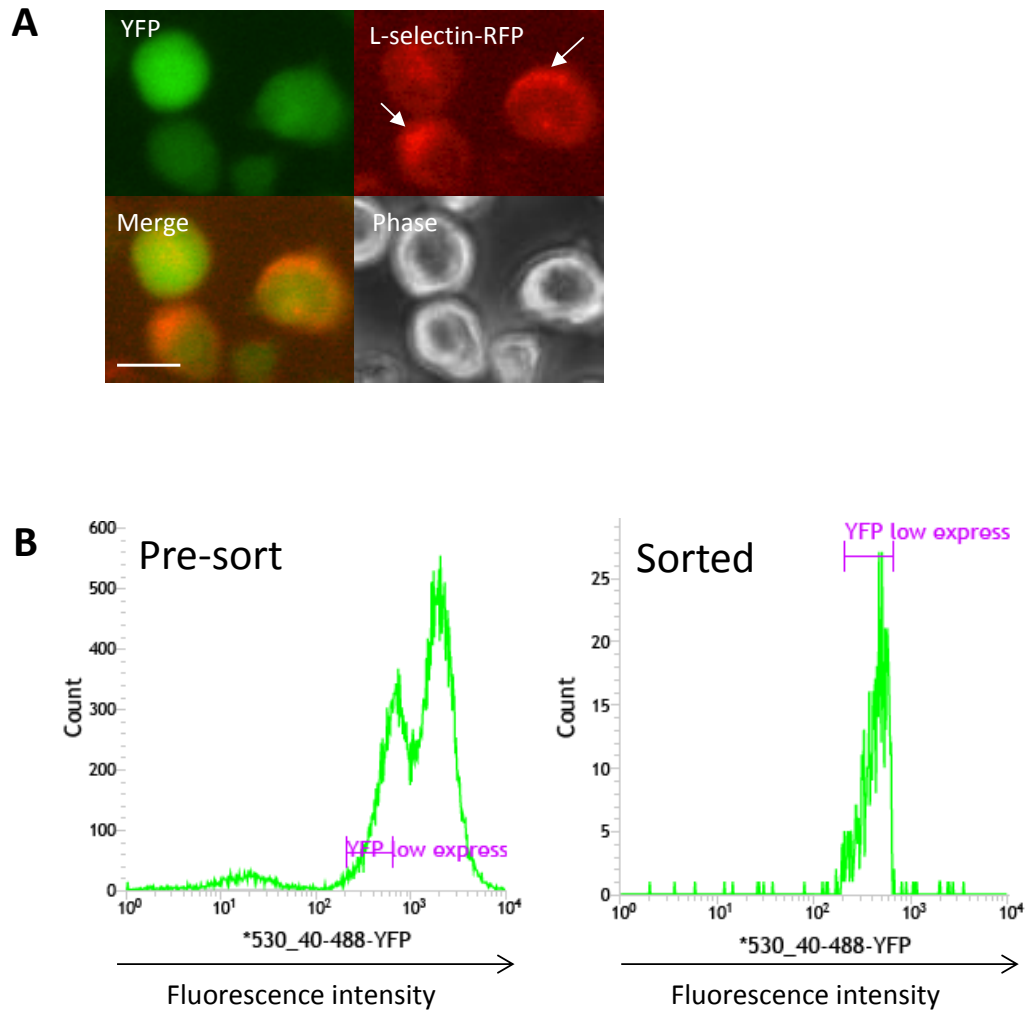 A
YFP
L-selectin-RFP
Merge
Phase
B
Pre-sort
600
500
400
300
200
100
0
Count
YFP low express
10^0
10^1
10^2
10^3
10^4
*530_40-488-YFP
Fluorescence intensity
Sorted
YFP low express
25
20
15
10
5
0
Count
10^0
10^1
10^2
10^3
10^4
*530_40-488-YFP
Fluorescence intensity